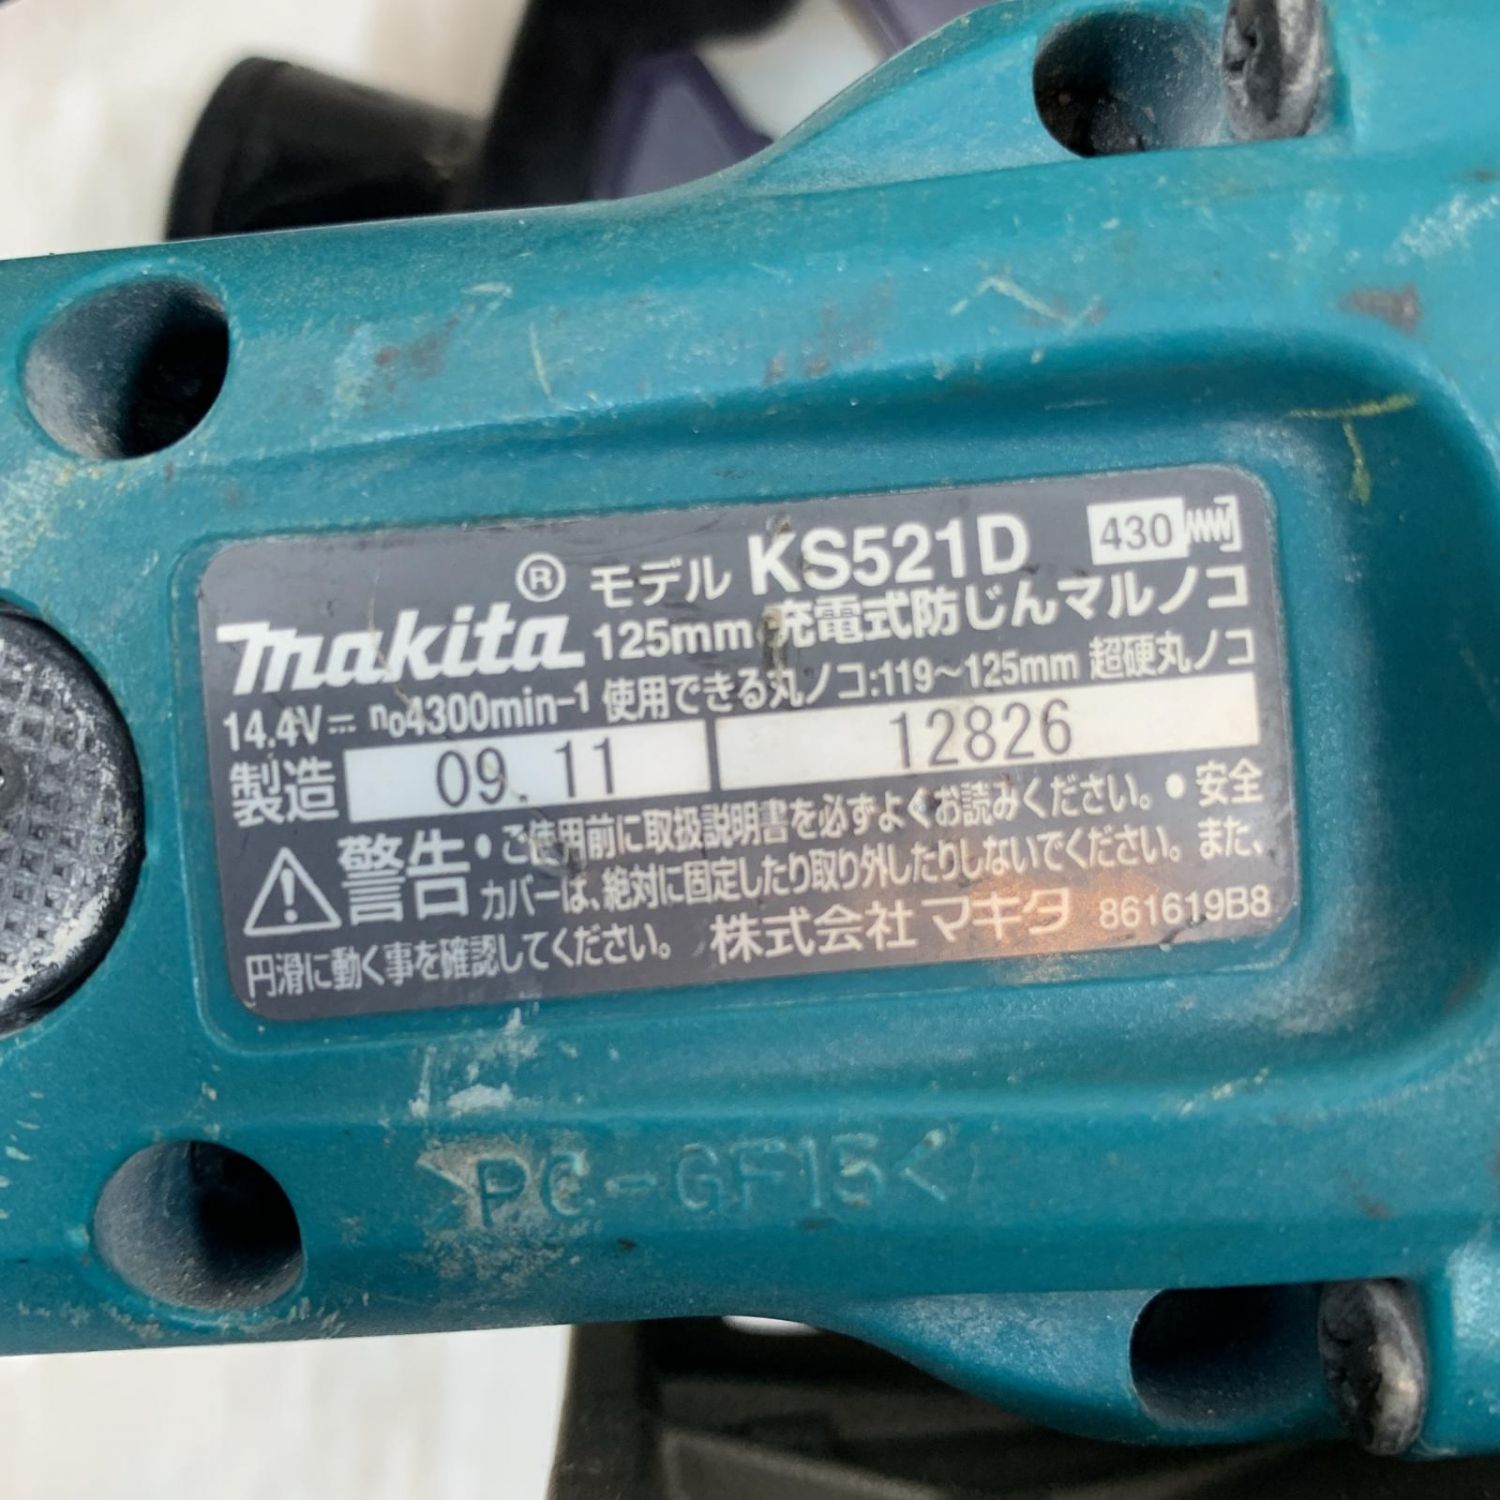 makita® モデル KS521D 430
125mm 充電式防じんマルノコ
14.4V⎓ n₀4300min-1 使用できる丸ノコ:119〜125mm 超硬丸ノコ
製造 09. 11 12826
⚠警告 •ご使用前に取扱説明書を必ずよくお読みください。•安全
カバーは、絶対に固定したり取り外したりしないでください。また、
円滑に動く事を確認してください。 株式会社マキタ 861619B8
>PC-GF15<